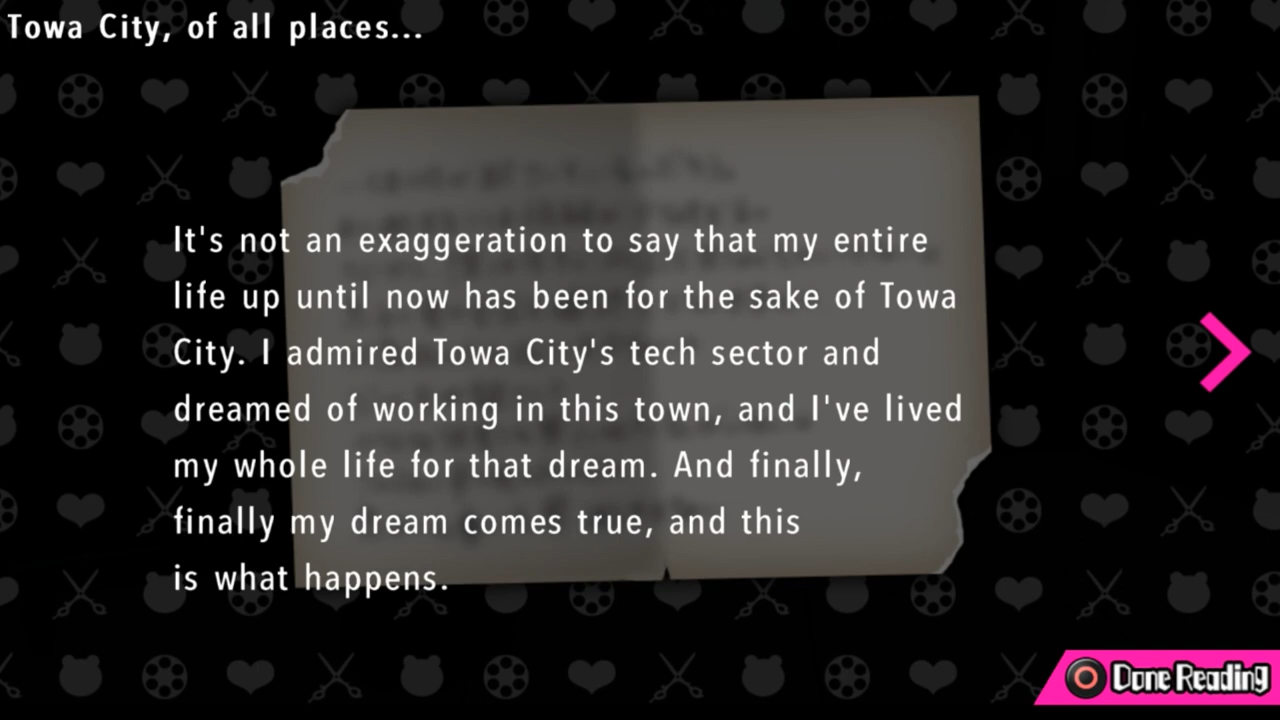 Towa City, of all places...
It's not an exaggeration to say that my entire
life up until now has been for the sake of Towa
City. I admired Towa City's tech sector and
dreamed of working in this town, and I've lived
my whole life for that dream. And finally,
finally my dream comes true, and this
is what happens.
Done Reading